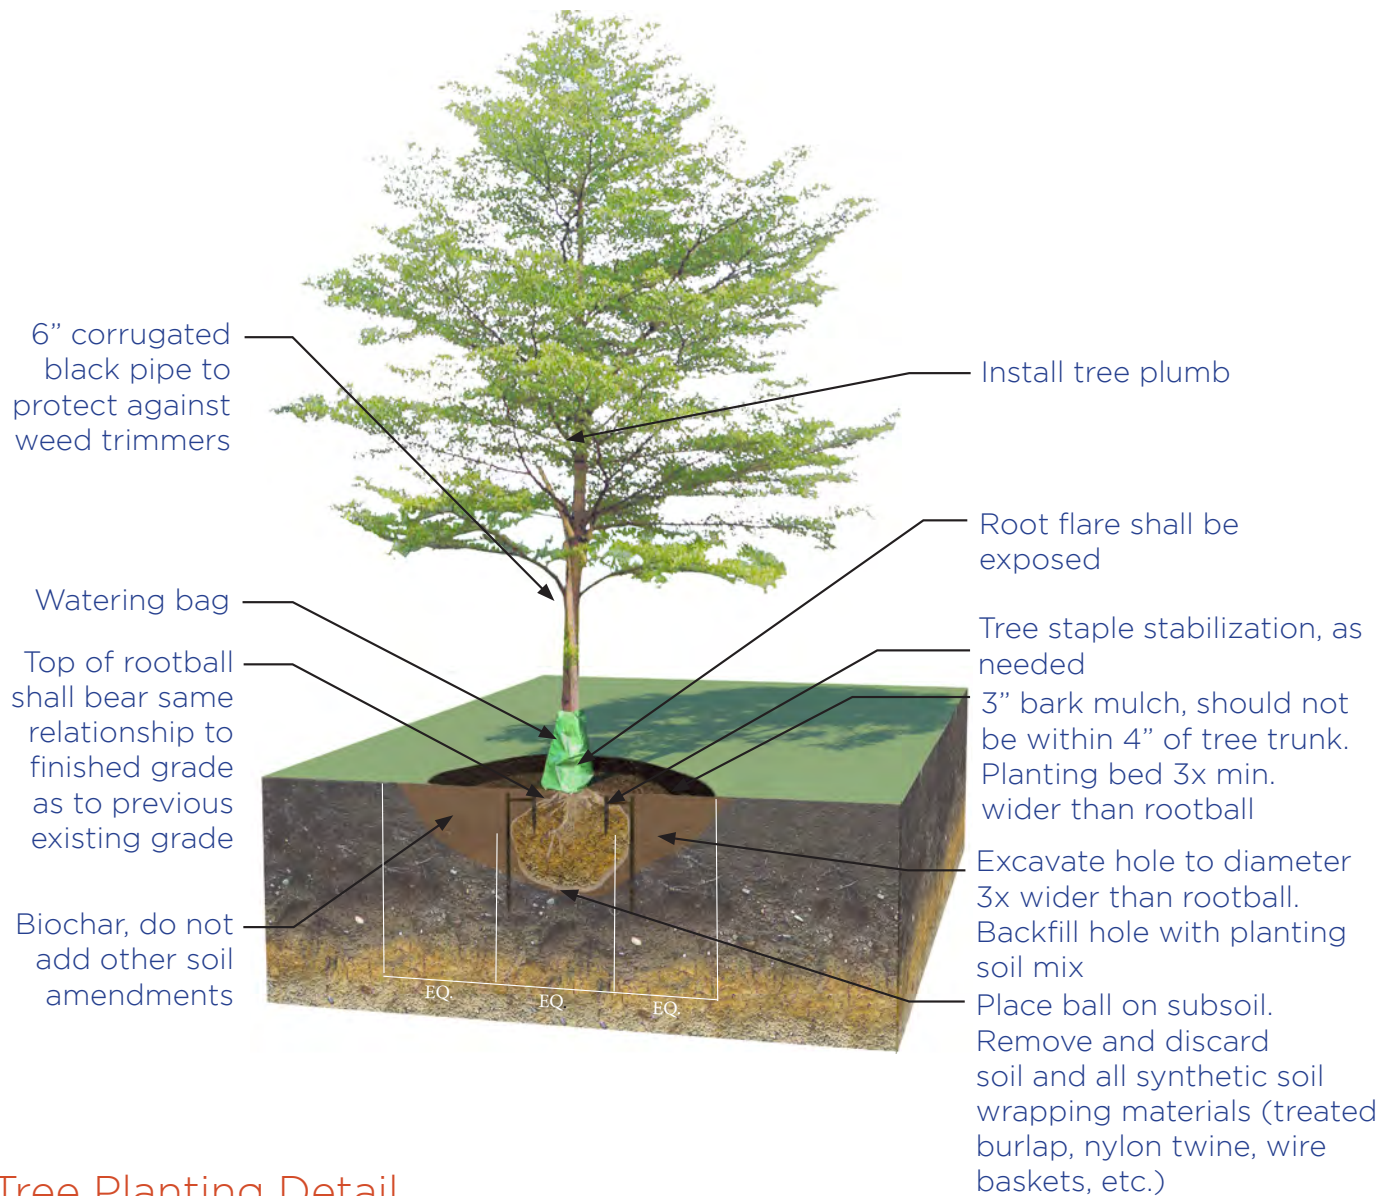 6” corrugated
black pipe to
protect against
weed trimmers
Watering bag
Top of rootball
shall bear same
relationship to
finished grade
as to previous
existing grade
Biochar, do not
add other soil
amendments
Install tree plumb
Root flare shall be
exposed
Tree staple stabilization, as
needed
3” bark mulch, should not
be within 4” of tree trunk.
Planting bed 3x min.
wider than rootball
Excavate hole to diameter
3x wider than rootball.
Backfill hole with planting
soil mix
Place ball on subsoil.
Remove and discard
soil and all synthetic soil
wrapping materials (treated
burlap, nylon twine, wire
baskets, etc.)
EQ.
EQ.
EQ.
Tree Planting Detail